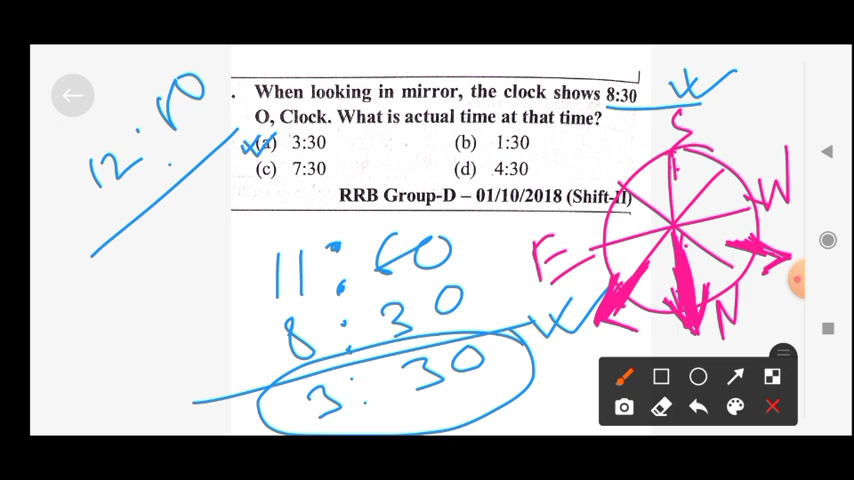 . When looking in mirror, the clock shows 8:30
O, Clock. What is actual time at that time?
(a) 3:30 (b) 1:30
(c) 7:30 (d) 4:30
RRB Group-D – 01/10/2018 (Shift-II)
11:60
8:30
3:30
S
W
E
N